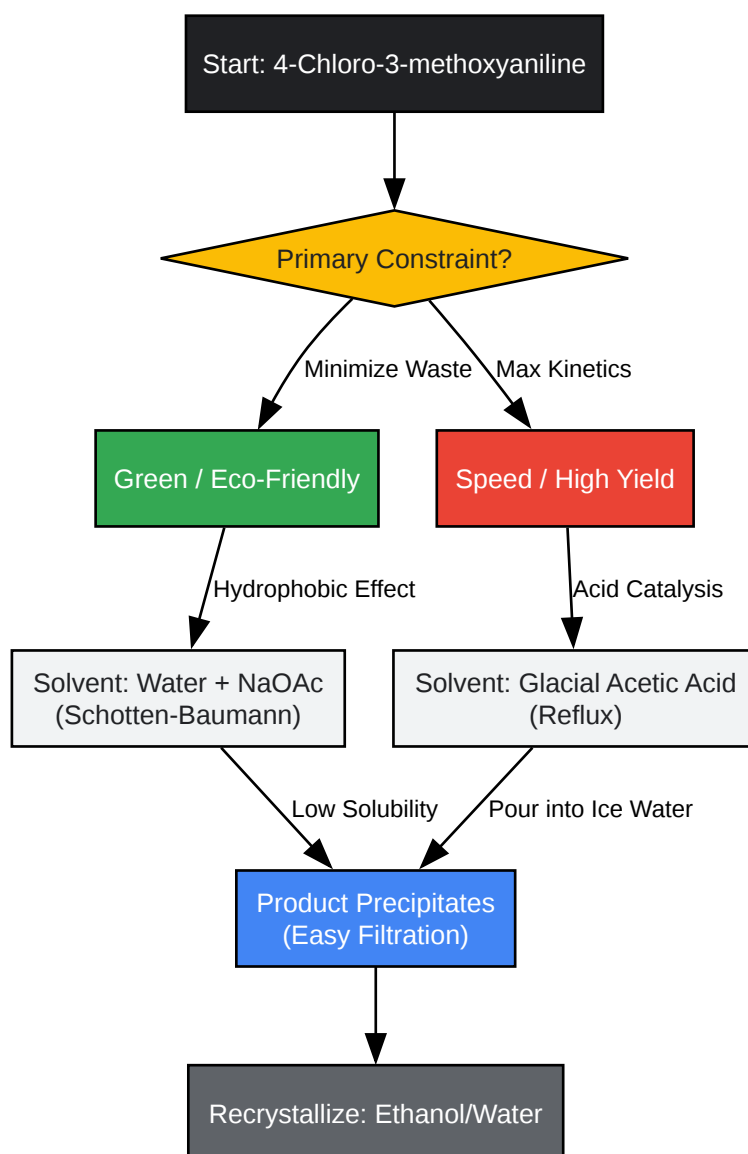 Start: 4-Chloro-3-methoxyaniline
Primary Constraint?
Minimize Waste
Max Kinetics
Green / Eco-Friendly
Speed / High Yield
Hydrophobic Effect
Acid Catalysis
Solvent: Water + NaOAc
(Schotten-Baumann)
Solvent: Glacial Acetic Acid
(Reflux)
Low Solubility
Pour into Ice Water
Product Precipitates
(Easy Filtration)
Recrystallize: Ethanol/Water